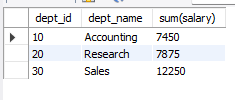 dept_id dept_name sum(salary)
10 Accounting 7450
20 Research 7875
30 Sales 12250